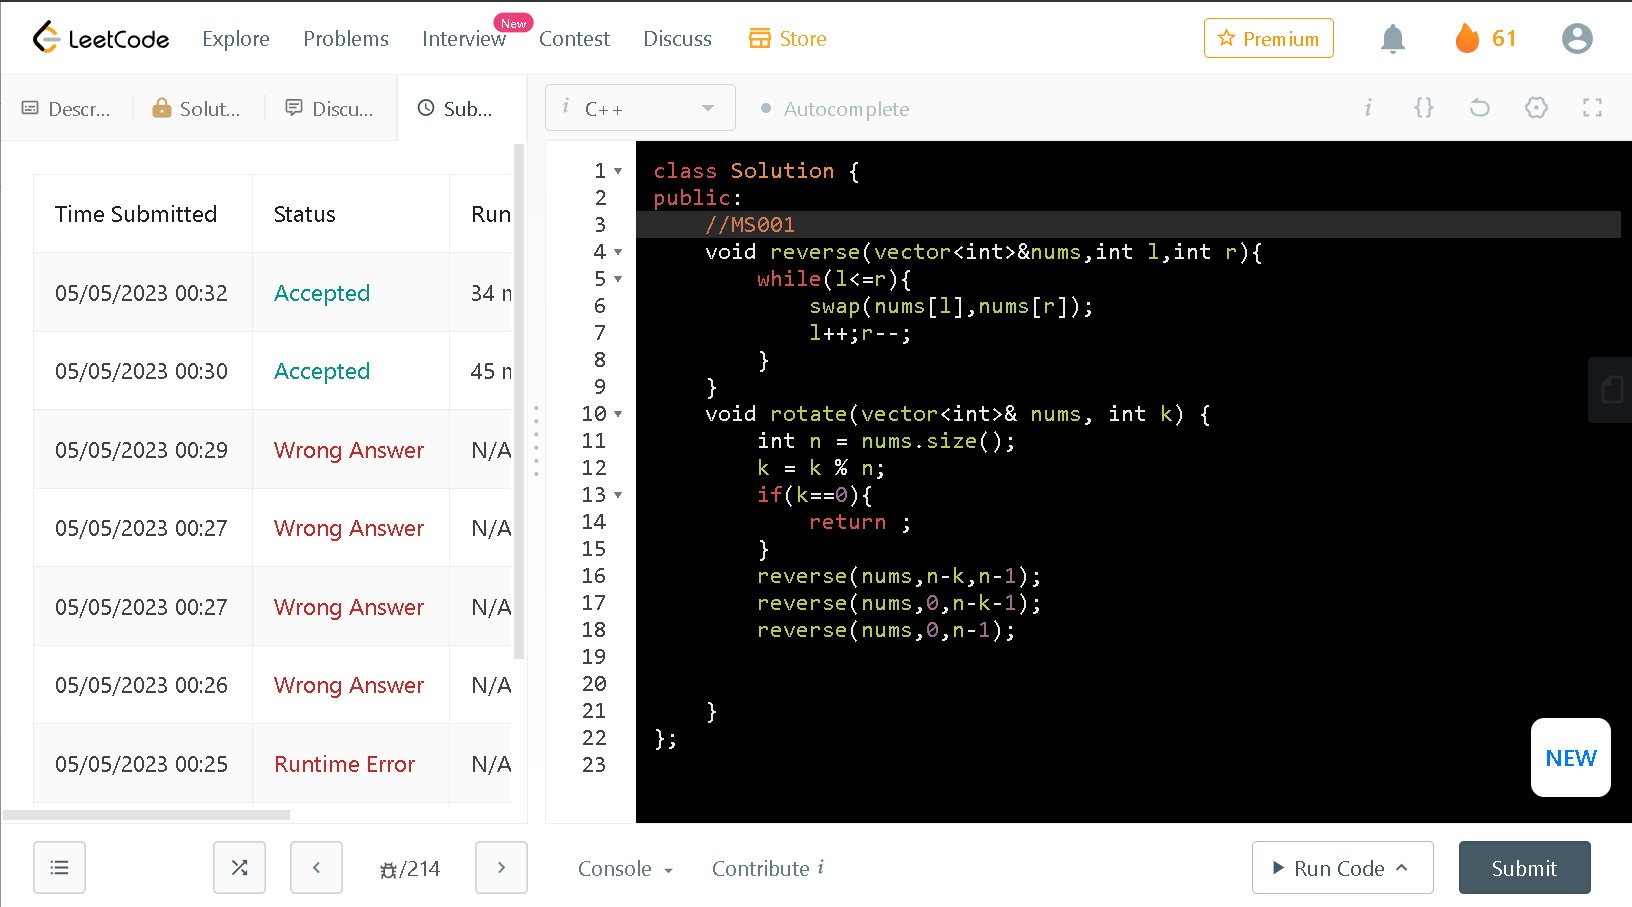 LeetCode Explore Problems Interview New Contest Discuss Store Premium 61
Descr... Solut... Discu... Sub...
i C++ Autocomplete i {}
Time Submitted Status Run
05/05/2023 00:32 Accepted 34 m
05/05/2023 00:30 Accepted 45 m
05/05/2023 00:29 Wrong Answer N/A
05/05/2023 00:27 Wrong Answer N/A
05/05/2023 00:27 Wrong Answer N/A
05/05/2023 00:26 Wrong Answer N/A
05/05/2023 00:25 Runtime Error N/A
1 class Solution {
2 public:
3 //MS001
4 void reverse(vector<int>&nums,int l,int r){
5 while(l<=r){
6 swap(nums[l],nums[r]);
7 l++;r--;
8 }
9 }
10 void rotate(vector<int>& nums, int k) {
11 int n = nums.size();
12 k = k % n;
13 if(k==0){
14 return ;
15 }
16 reverse(nums,n-k,n-1);
17 reverse(nums,0,n-k-1);
18 reverse(nums,0,n-1);
19
20
21 }
22 };
23
NEW
/214 Console Contribute i Run Code Submit